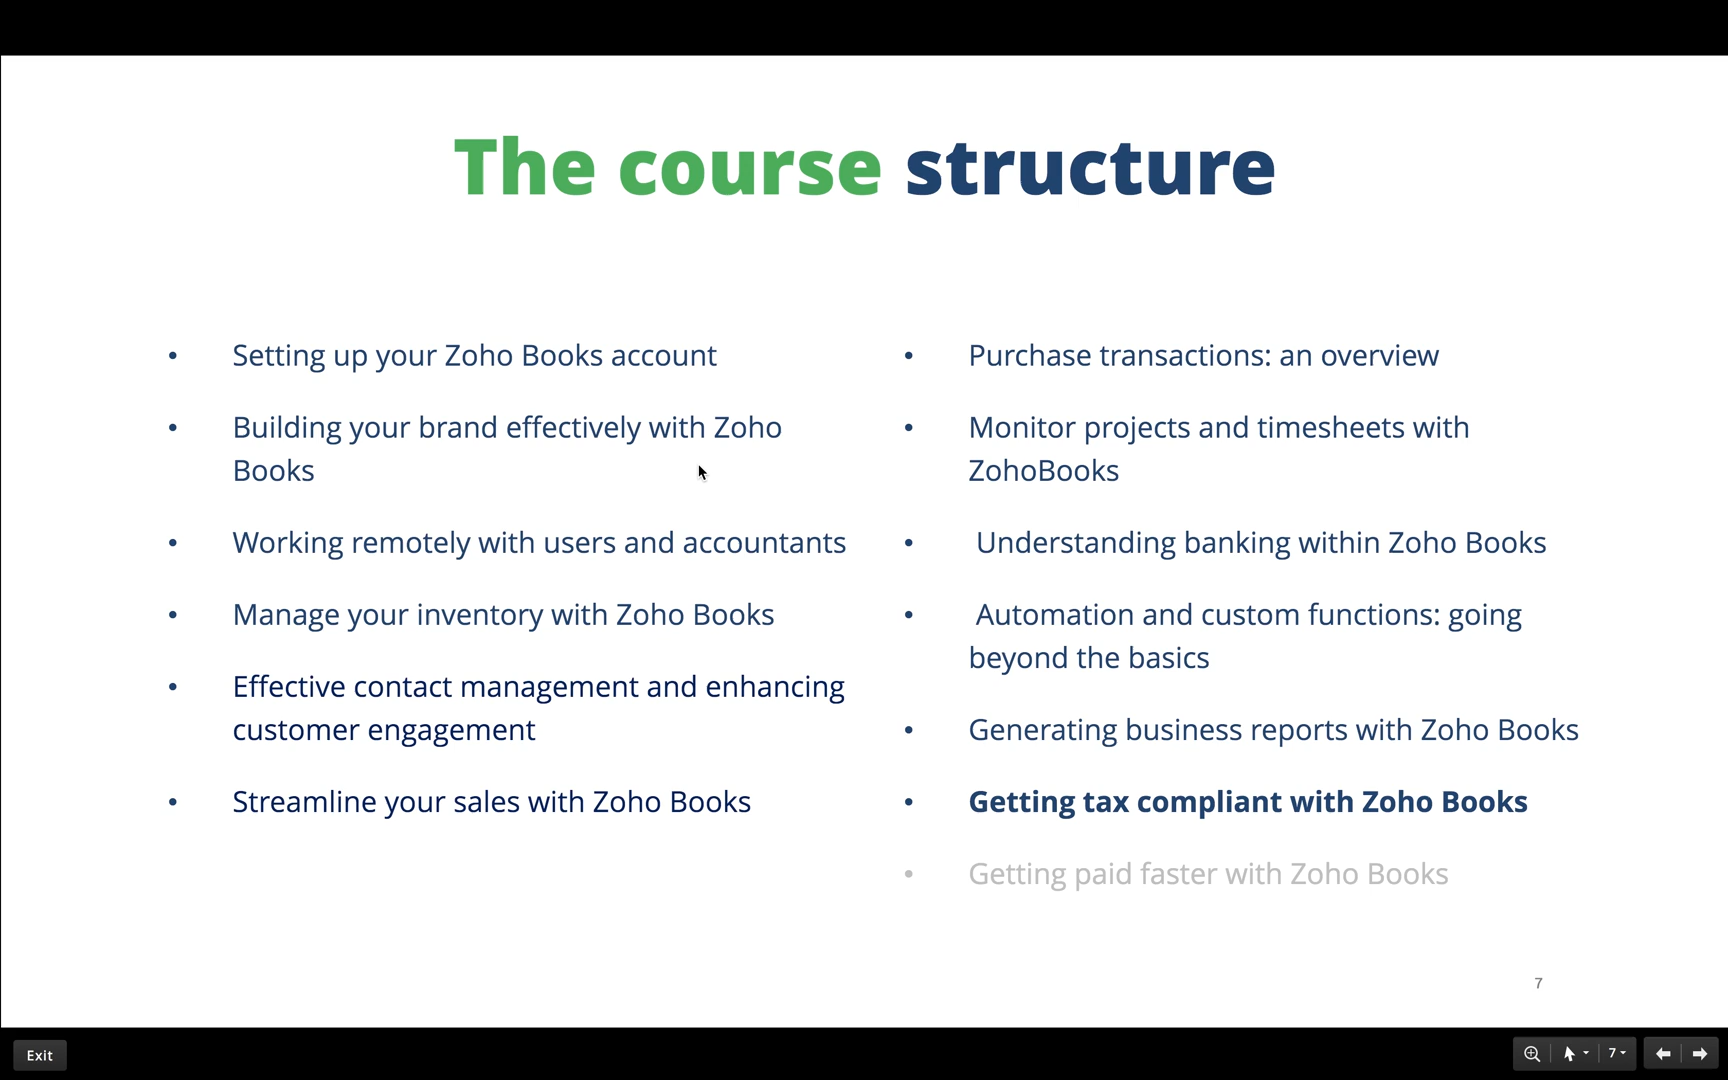 The course structure
• Setting up your Zoho Books account
• Building your brand effectively with Zoho
Books
• Working remotely with users and accountants
• Manage your inventory with Zoho Books
• Effective contact management and enhancing
customer engagement
• Streamline your sales with Zoho Books
• Purchase transactions: an overview
• Monitor projects and timesheets with
ZohoBooks
• Understanding banking within Zoho Books
• Automation and custom functions: going
beyond the basics
• Generating business reports with Zoho Books
• Getting tax compliant with Zoho Books
• Getting paid faster with Zoho Books
7
Exit
7